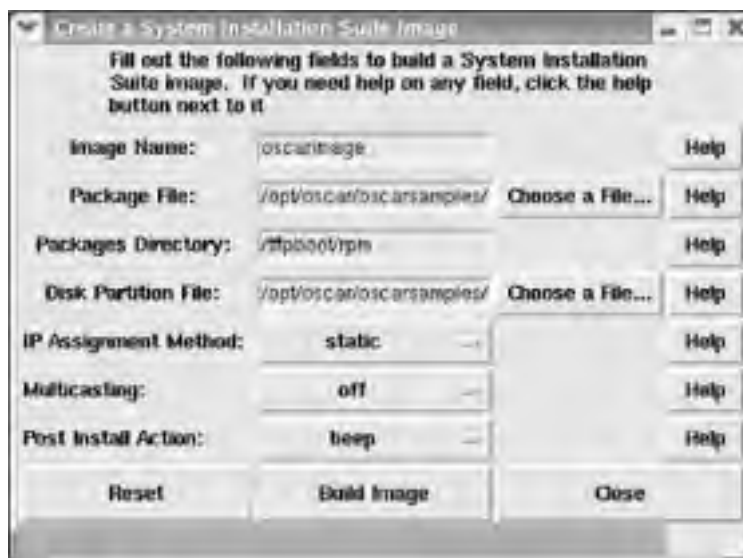 Create a System Installation Suite Image
Fill out the following fields to build a System Installation
Suite image. If you need help on any field, click the help
button next to it
Image Name: oscarimage Help
Package File: /opt/oscar/oscarsamples/ Choose a File... Help
Packages Directory: /tftpboot/rpm Help
Disk Partition File: /opt/oscar/oscarsamples/ Choose a File... Help
IP Assignment Method: static Help
Multicasting: off Help
Post Install Action: beep Help
Reset Build Image Close